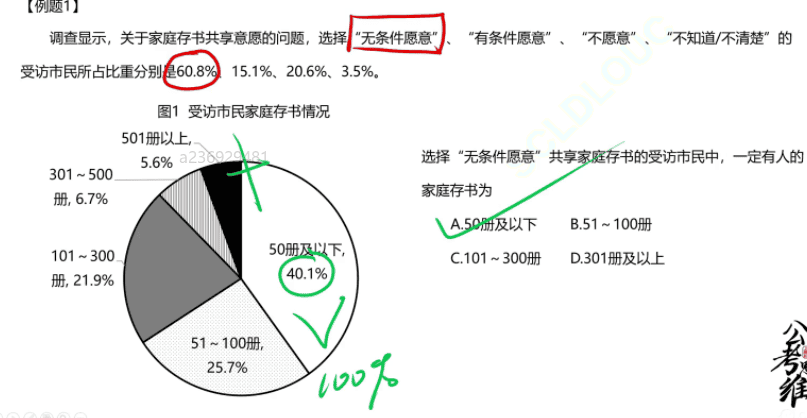 【例题1】
调查显示，关于家庭存书共享意愿的问题，选择“无条件愿意”、“有条件愿意”、“不愿意”、“不知道/不清楚”的
受访市民所占比重分别是60.8%、15.1%、20.6%、3.5%。
图1 受访市民家庭存书情况
501册以上,
5.6%
a236929481
301～500
册, 6.7%
101～300
册, 21.9%
50册及以下,
40.1%
51～100册,
25.7%
100%
选择“无条件愿意”共享家庭存书的受访市民中，一定有人的
家庭存书为
A.50册及以下 B.51～100册
C.101～300册 D.301册及以上
公考
维